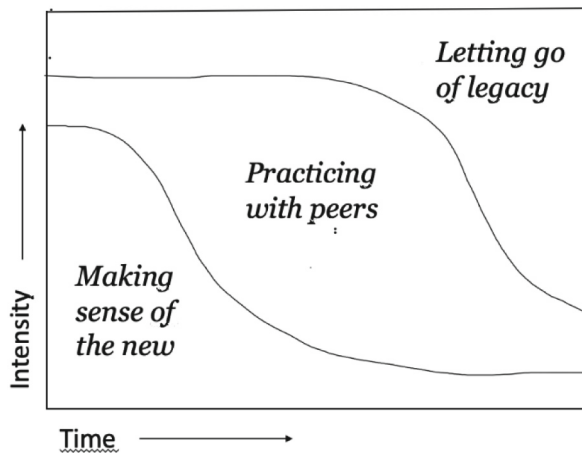 Letting go
of legacy
Practicing
with peers
Making
sense of
the new
Intensity
Time